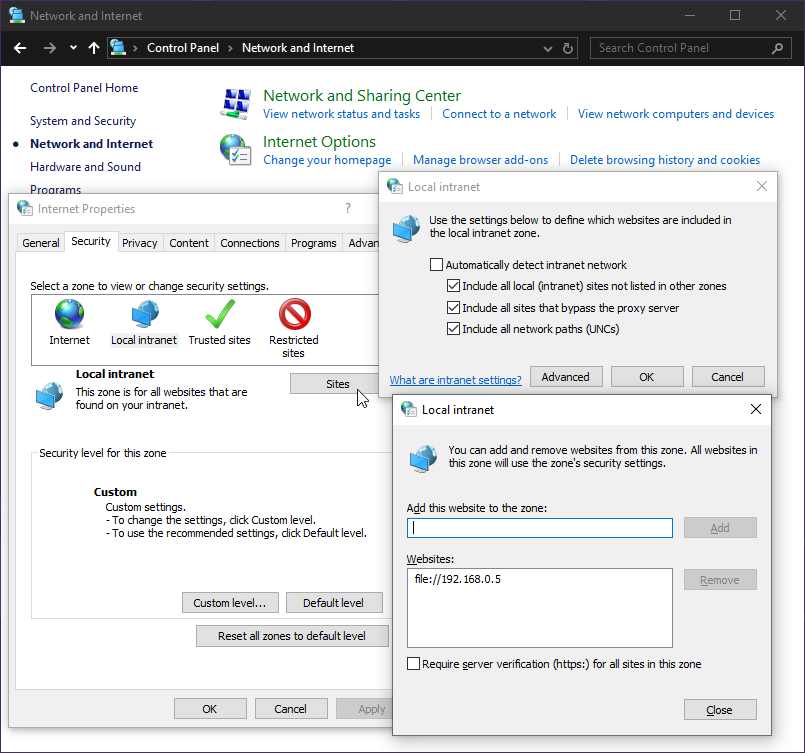 Network and Internet
Control Panel > Network and Internet
Search Control Panel
Control Panel Home
System and Security
Network and Internet
Hardware and Sound
Programs
Network and Sharing Center
View network status and tasks
Connect to a network
View network computers and devices
Internet Options
Change your homepage
Manage browser add-ons
Delete browsing history and cookies
Internet Properties
?
General
Security
Privacy
Content
Connections
Programs
Advan
Select a zone to view or change security settings.
Internet
Local intranet
Trusted sites
Restricted
sites
Local intranet
This zone is for all websites that are
found on your intranet.
Sites
Security level for this zone
Custom
Custom settings.
- To change the settings, click Custom level.
- To use the recommended settings, click Default level.
Custom level...
Default level
Reset all zones to default level
OK
Cancel
Apply
Local intranet
Use the settings below to define which websites are included in
the local intranet zone.
Automatically detect intranet network
Include all local (intranet) sites not listed in other zones
Include all sites that bypass the proxy server
Include all network paths (UNCs)
What are intranet settings?
Advanced
OK
Cancel
Local intranet
You can add and remove websites from this zone. All websites in
this zone will use the zone's security settings.
Add this website to the zone:
Add
Websites:
file://192.168.0.5
Remove
Require server verification (https:) for all sites in this zone
Close